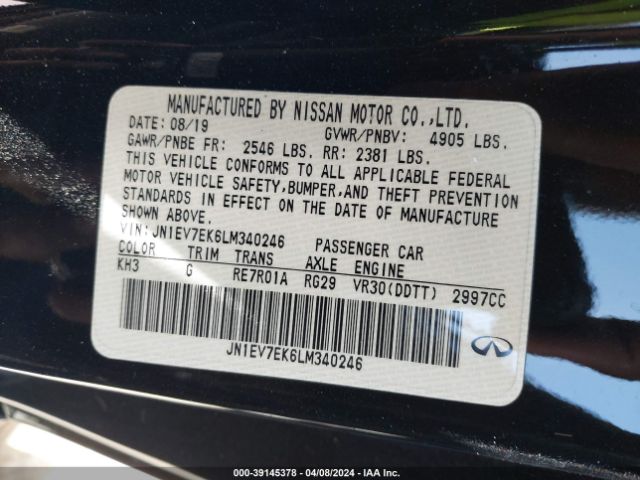 MANUFACTURED BY NISSAN MOTOR CO.,LTD.
DATE: 08/19 GVWR/PNBV: 4905 LBS.
GAWR/PNBE FR: 2546 LBS. RR: 2381 LBS.
THIS VEHICLE CONFORMS TO ALL APPLICABLE FEDERAL
MOTOR VEHICLE SAFETY,BUMPER,AND THEFT PREVENTION
STANDARDS IN EFFECT ON THE DATE OF MANUFACTURE
SHOWN ABOVE.
VIN:JN1EV7EK6LM340246 PASSENGER CAR
COLOR TRIM TRANS AXLE ENGINE
KH3 G RE7R01A RG29 VR30(DDTT) 2997CC
JN1EV7EK6LM340246
000-39145378 - 04/08/2024 - IAA Inc.